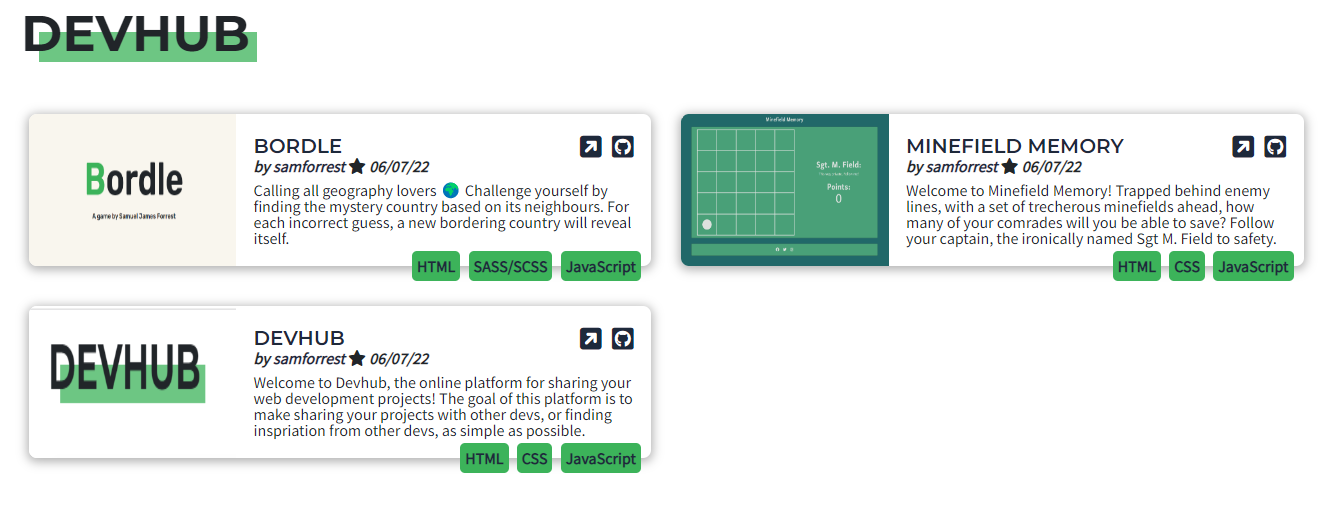 DEVHUB
Bordle
A game by Samuel James Forrest
BORDLE
by samforrest ★ 06/07/22
Calling all geography lovers 🌍 Challenge yourself by
finding the mystery country based on its neighbours. For
each incorrect guess, a new bordering country will reveal
itself.
HTML SASS/SCSS JavaScript
Minefield Memory
Sgt. M. Field:
Points:
0
MINEFIELD MEMORY
by samforrest ★ 06/07/22
Welcome to Minefield Memory! Trapped behind enemy
lines, with a set of trecherous minefields ahead, how
many of your comrades will you be able to save? Follow
your captain, the ironically named Sgt M. Field to safety.
HTML CSS JavaScript
DEVHUB
DEVHUB
by samforrest ★ 06/07/22
Welcome to Devhub, the online platform for sharing your
web development projects! The goal of this platform is to
make sharing your projects with other devs, or finding
inspriation from other devs, as simple as possible.
HTML CSS JavaScript